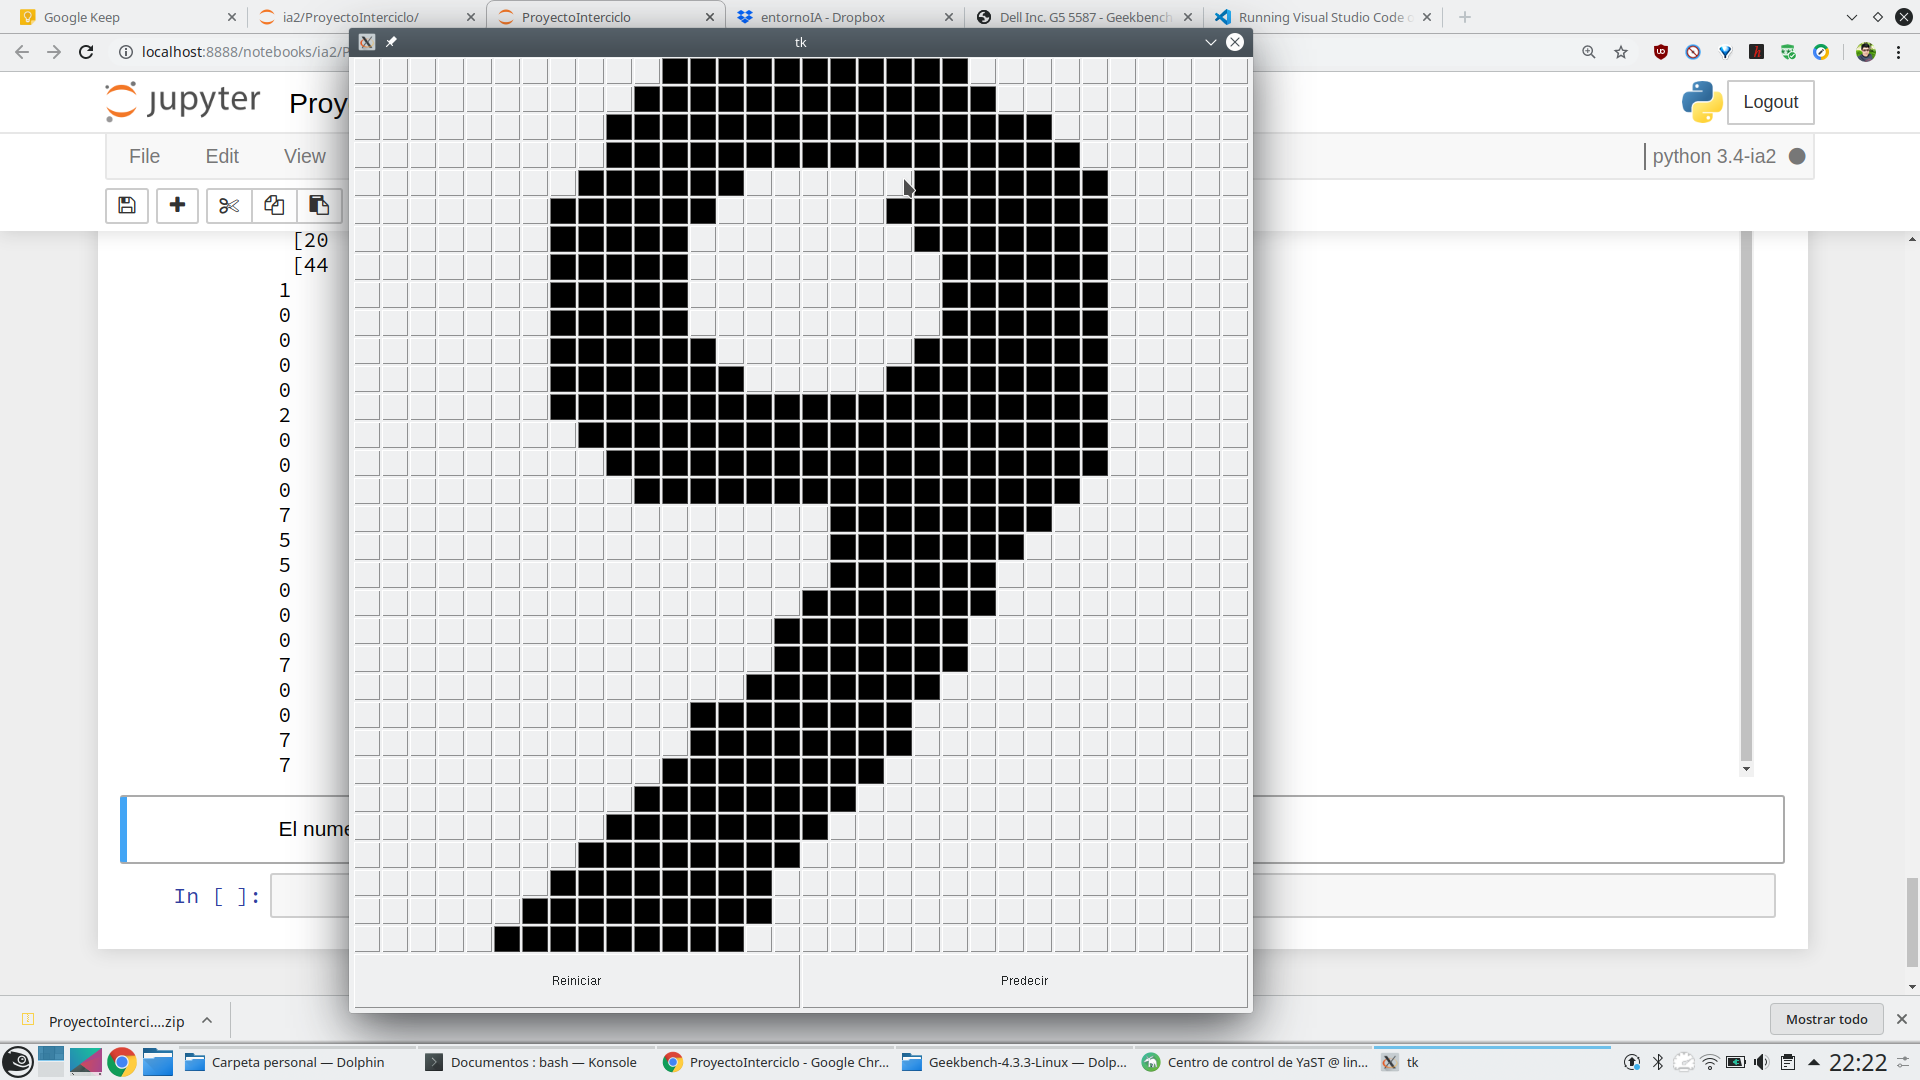 Google Keep
ia2/ProyectoInterciclo/
ProyectoInterciclo
entornoIA - Dropbox
Dell Inc. G5 5587 - Geekbench
Running Visual Studio Code
localhost:8888/notebooks/ia2/P
tk
jupyter
Proy
Logout
File
Edit
View
python 3.4-ia2
[20
[44
1
0
0
0
0
2
0
0
0
7
5
5
0
0
0
7
0
0
7
7
El nume
In [ ]:
Reiniciar
Predecir
ProyectoInterci....zip
Mostrar todo
Carpeta personal — Dolphin
Documentos : bash — Konsole
ProyectoInterciclo - Google Chr...
Geekbench-4.3.3-Linux — Dolp...
Centro de control de YaST @ lin...
tk
22:22